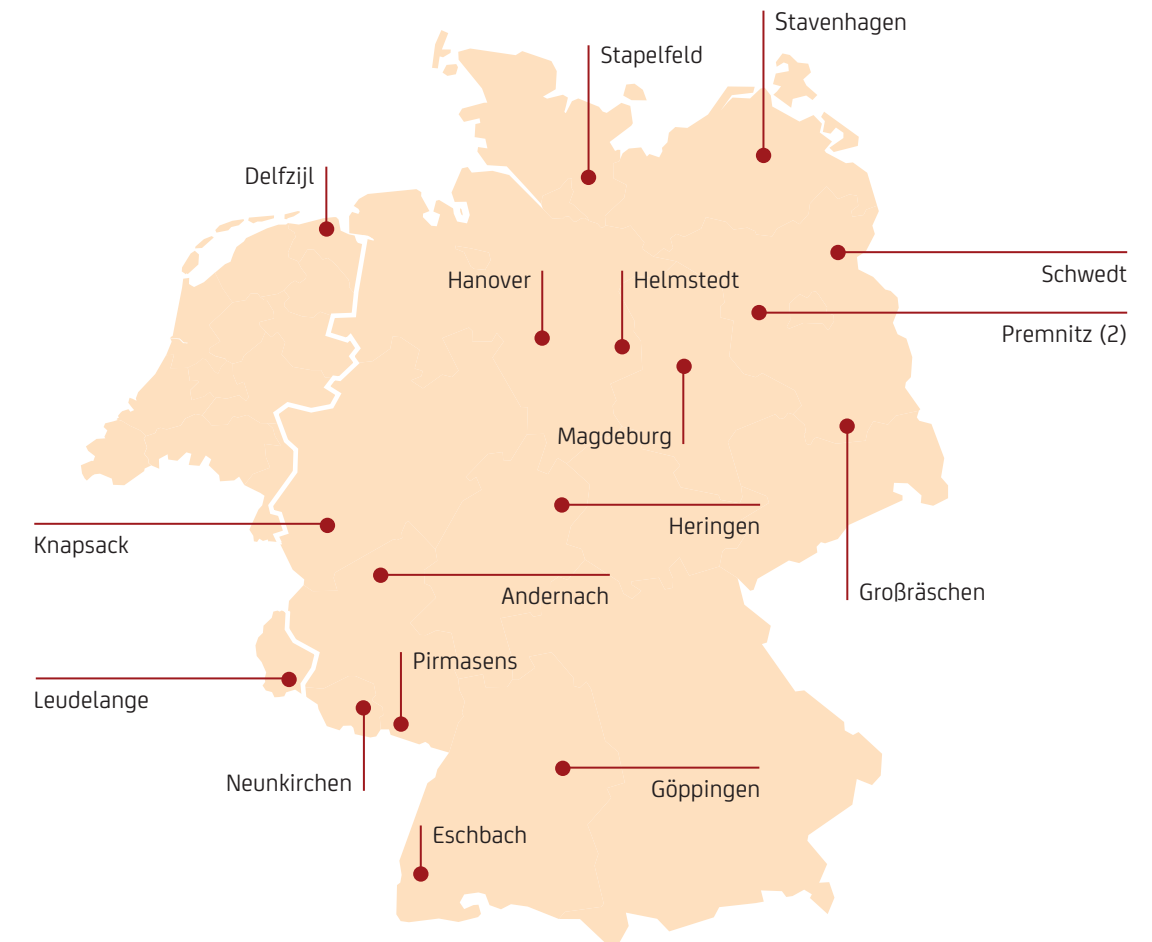 Stavenhagen
Stapelfeld
Delfzijl
Schwedt
Hanover
Helmstedt
Premnitz (2)
Magdeburg
Heringen
Knapsack
Großräschen
Andernach
Pirmasens
Leudelange
Neunkirchen
Göppingen
Eschbach